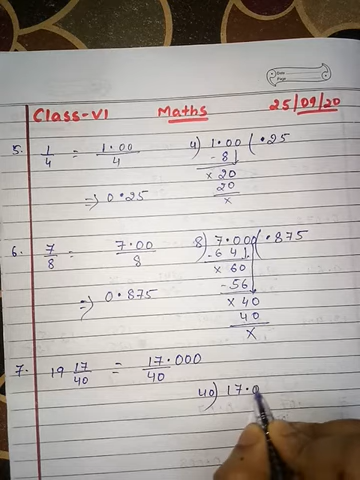 Date
Page
Class-VI Maths 25/09/20
5. 1/4 = 1.00/4 4) 1.00 ( .25
- 8
x 20
⇒ 0.25 20
x
6. 7/8 = 7.00/8 8) 7.000 ( .875
- 6 4
x 60
⇒ 0.875 - 56
x 40
40
x
7. 19 17/40 = 17.000/40
40) 17.0